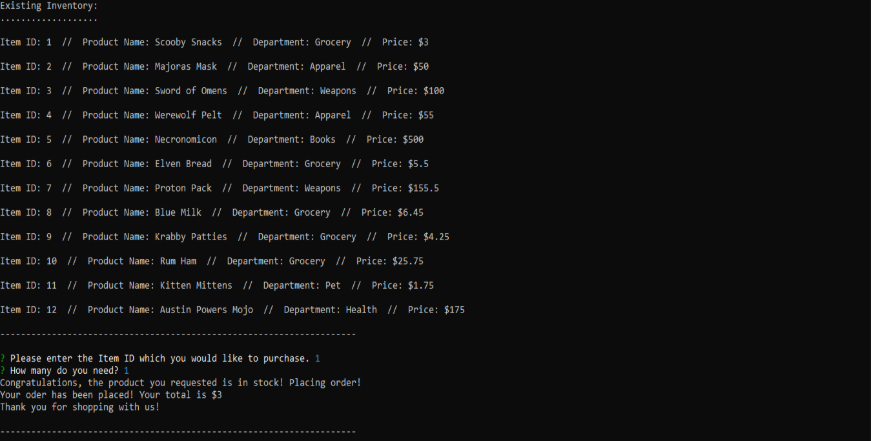 Existing Inventory:
...................
Item ID: 1  //  Product Name: Scooby Snacks  //  Department: Grocery  //  Price: $3
Item ID: 2  //  Product Name: Majoras Mask  //  Department: Apparel  //  Price: $50
Item ID: 3  //  Product Name: Sword of Omens  //  Department: Weapons  //  Price: $100
Item ID: 4  //  Product Name: Werewolf Pelt  //  Department: Apparel  //  Price: $55
Item ID: 5  //  Product Name: Necronomicon  //  Department: Books  //  Price: $500
Item ID: 6  //  Product Name: Elven Bread  //  Department: Grocery  //  Price: $5.5
Item ID: 7  //  Product Name: Proton Pack  //  Department: Weapons  //  Price: $155.5
Item ID: 8  //  Product Name: Blue Milk  //  Department: Grocery  //  Price: $6.45
Item ID: 9  //  Product Name: Krabby Patties  //  Department: Grocery  //  Price: $4.25
Item ID: 10  //  Product Name: Rum Ham  //  Department: Grocery  //  Price: $25.75
Item ID: 11  //  Product Name: Kitten Mittens  //  Department: Pet  //  Price: $1.75
Item ID: 12  //  Product Name: Austin Powers Mojo  //  Department: Health  //  Price: $175
---------------------------------------------------------------------
? Please enter the Item ID which you would like to purchase. 1
? How many do you need? 1
Congratulations, the product you requested is in stock! Placing order!
Your oder has been placed! Your total is $3
Thank you for shopping with us!
---------------------------------------------------------------------